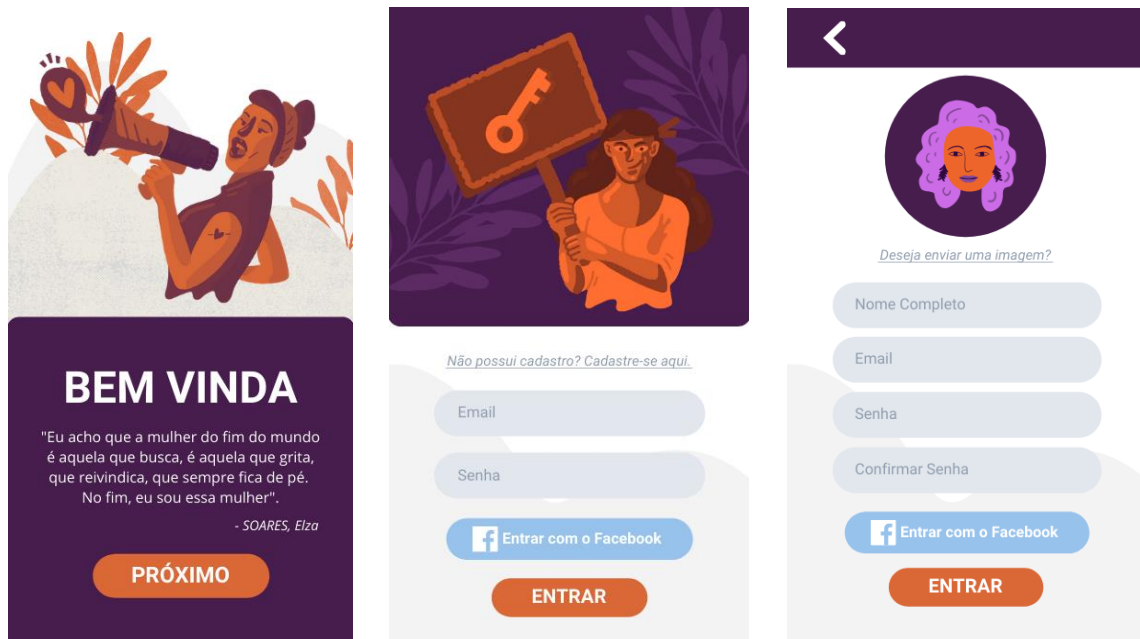 BEM VINDA
"Eu acho que a mulher do fim do mundo
é aquela que busca, é aquela que grita,
que reivindica, que sempre fica de pé.
No fim, eu sou essa mulher".
- SOARES, Elza
PRÓXIMO
Não possui cadastro? Cadastre-se aqui.
Email
Senha
Entrar com o Facebook
ENTRAR
Deseja enviar uma imagem?
Nome Completo
Email
Senha
Confirmar Senha
Entrar com o Facebook
ENTRAR